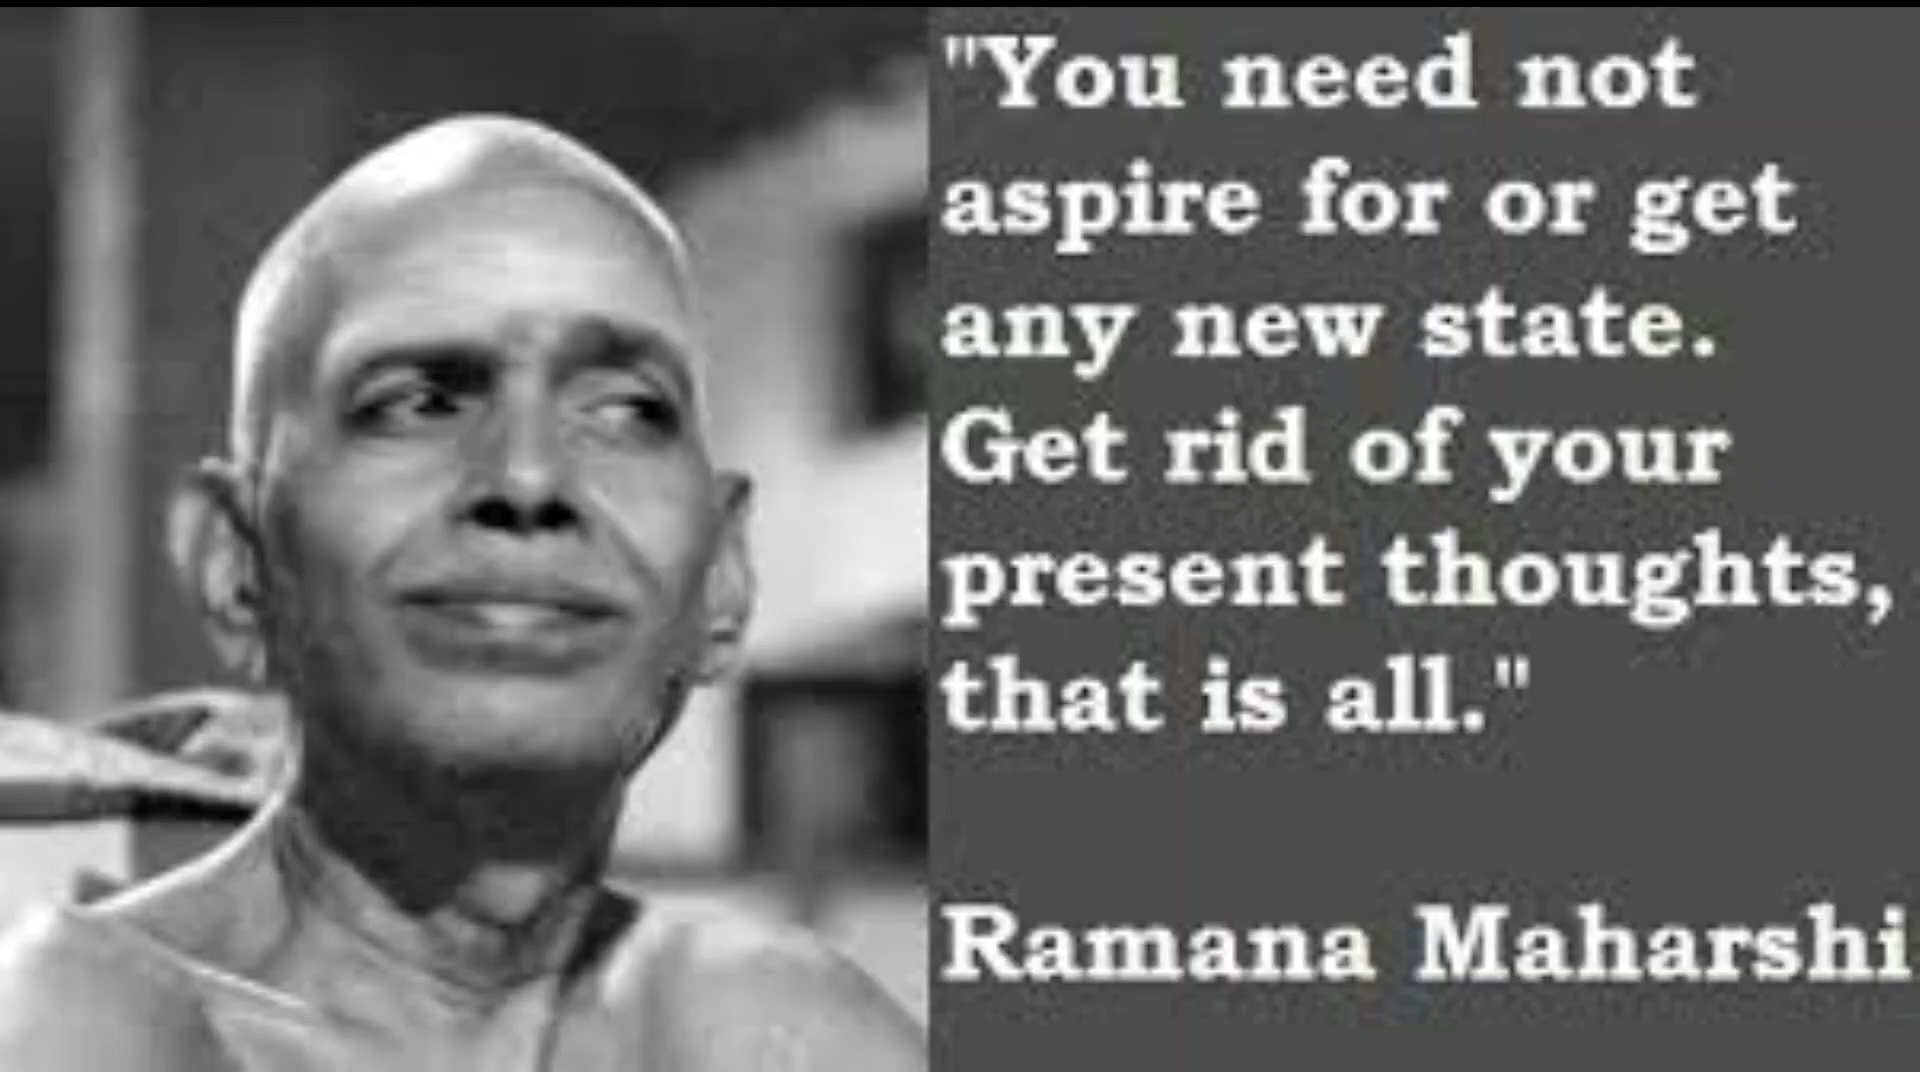 "You need not
aspire for or get
any new state.
Get rid of your
present thoughts,
that is all."
Ramana Maharshi